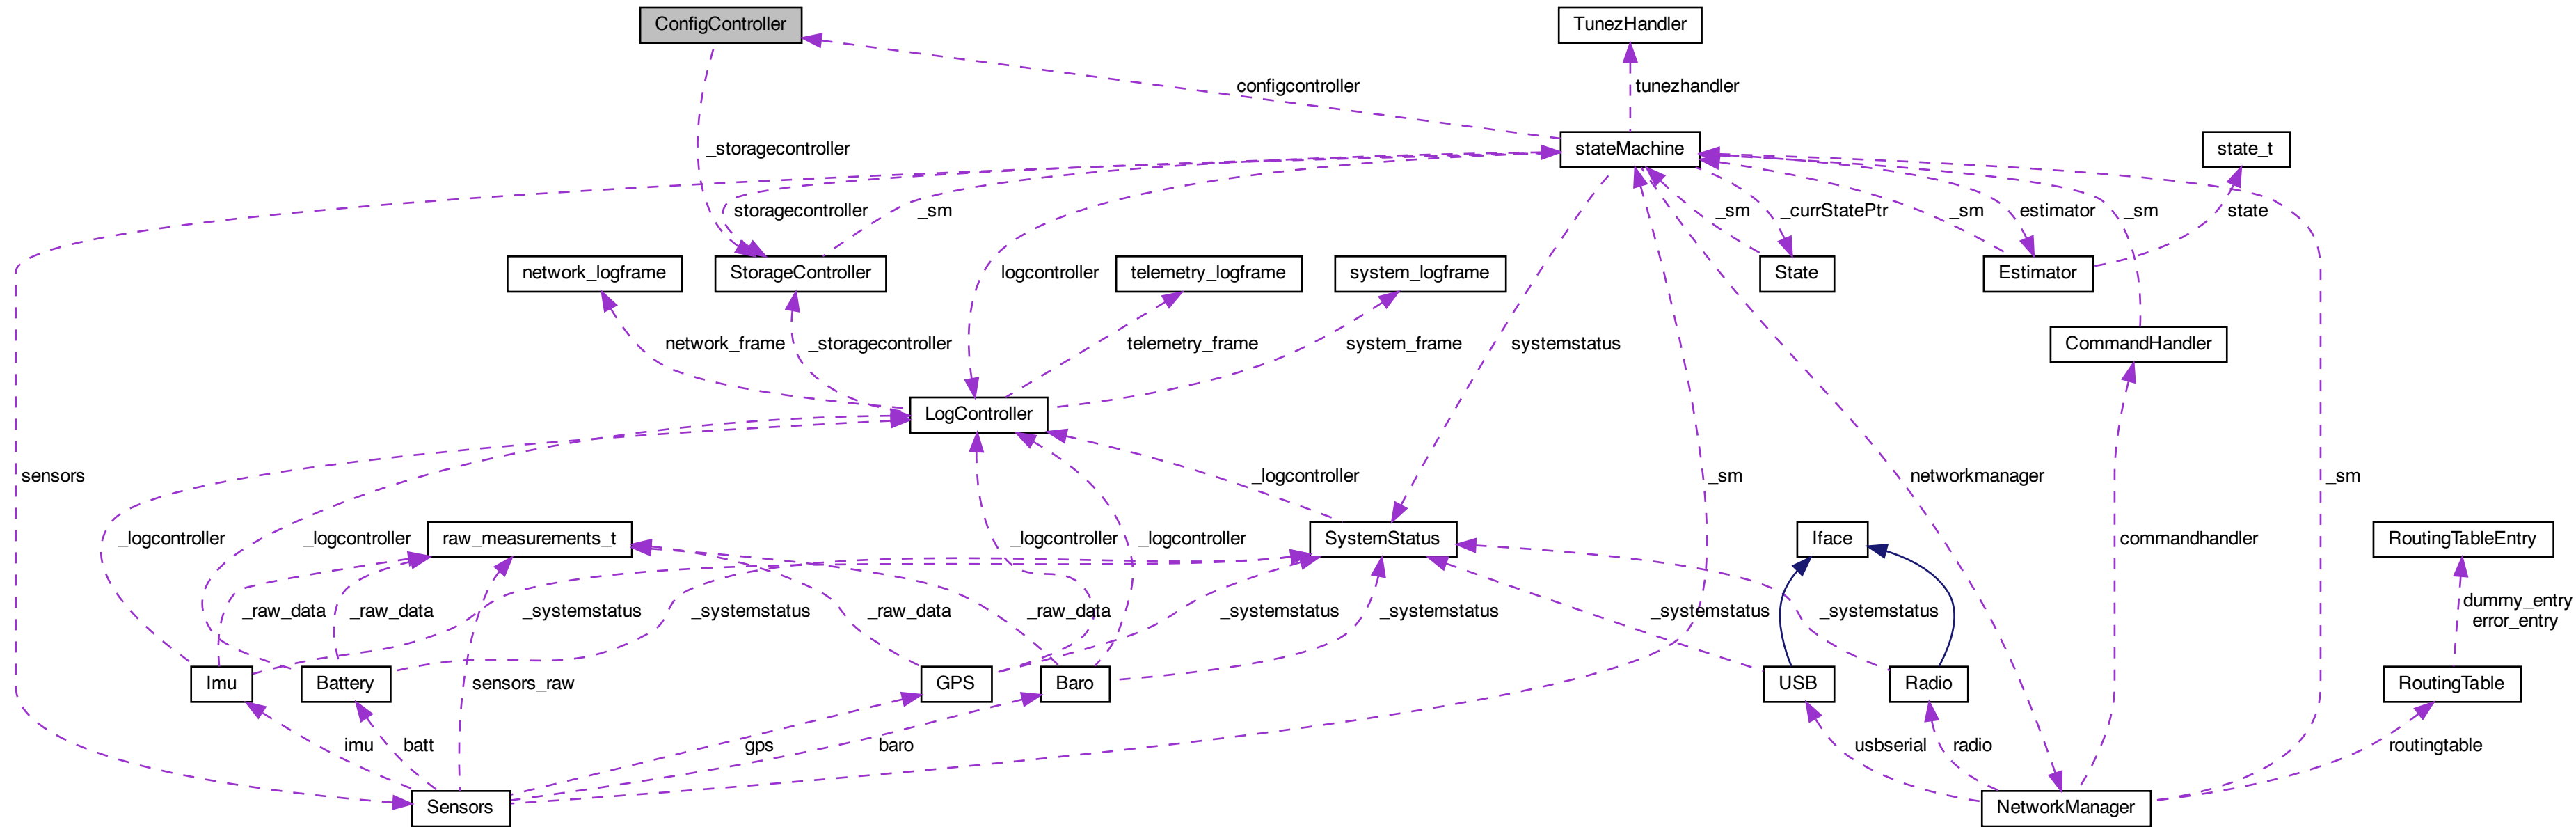 ConfigController
TunezHandler
configcontroller
tunezhandler
_storagecontroller
stateMachine
state_t
storagecontroller
_sm
_sm
_currStatePtr
_sm
estimator
_sm
state
network_logframe
StorageController
logcontroller
telemetry_logframe
system_logframe
State
Estimator
network_frame
_storagecontroller
telemetry_frame
system_frame
systemstatus
CommandHandler
LogController
sensors
_logcontroller
_sm
networkmanager
_sm
_logcontroller
_logcontroller
raw_measurements_t
_logcontroller
_logcontroller
SystemStatus
Iface
commandhandler
RoutingTableEntry
_raw_data
_raw_data
_systemstatus
_systemstatus
_raw_data
_raw_data
_systemstatus
_systemstatus
_systemstatus
_systemstatus
dummy_entry
error_entry
Imu
Battery
sensors_raw
GPS
Baro
USB
Radio
RoutingTable
imu
batt
gps
baro
usbserial
radio
routingtable
Sensors
NetworkManager